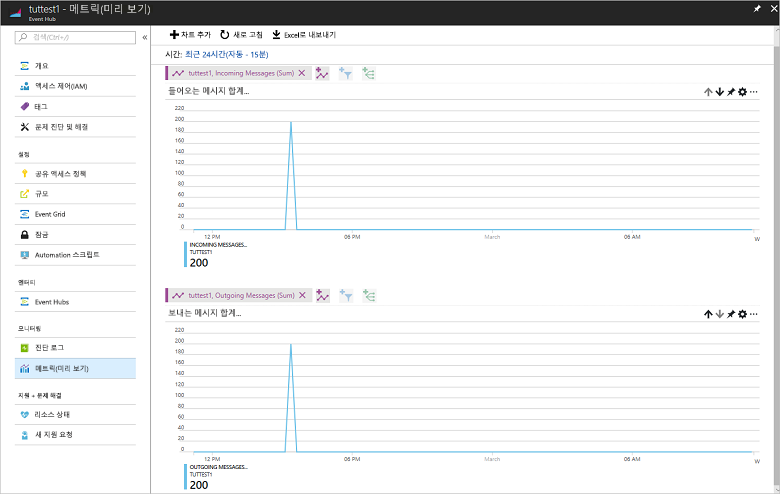 tuttest1 - 메트릭(미리 보기)
Event Hub
검색(Ctrl+/)
개요
액세스 제어(IAM)
태그
문제 진단 및 해결
설정
공유 액세스 정책
규모
Event Grid
잠금
Automation 스크립트
엔터티
Event Hubs
모니터링
진단 로그
메트릭(미리 보기)
지원 + 문제 해결
리소스 상태
새 지원 요청
차트 추가 새로 고침 Excel로 내보내기
시간: 최근 24시간(자동 - 15분)
tuttest1, Incoming Messages (Sum)
들어오는 메시지 합계...
220
200
180
160
140
120
100
80
60
40
20
0
12 PM 06 PM March 06 AM W
INCOMING MESSAGES...
TUTTEST1
200
tuttest1, Outgoing Messages (Sum)
보내는 메시지 합계...
220
200
180
160
140
120
100
80
60
40
20
0
12 PM 06 PM March 06 AM W
OUTGOING MESSAGES...
TUTTEST1
200